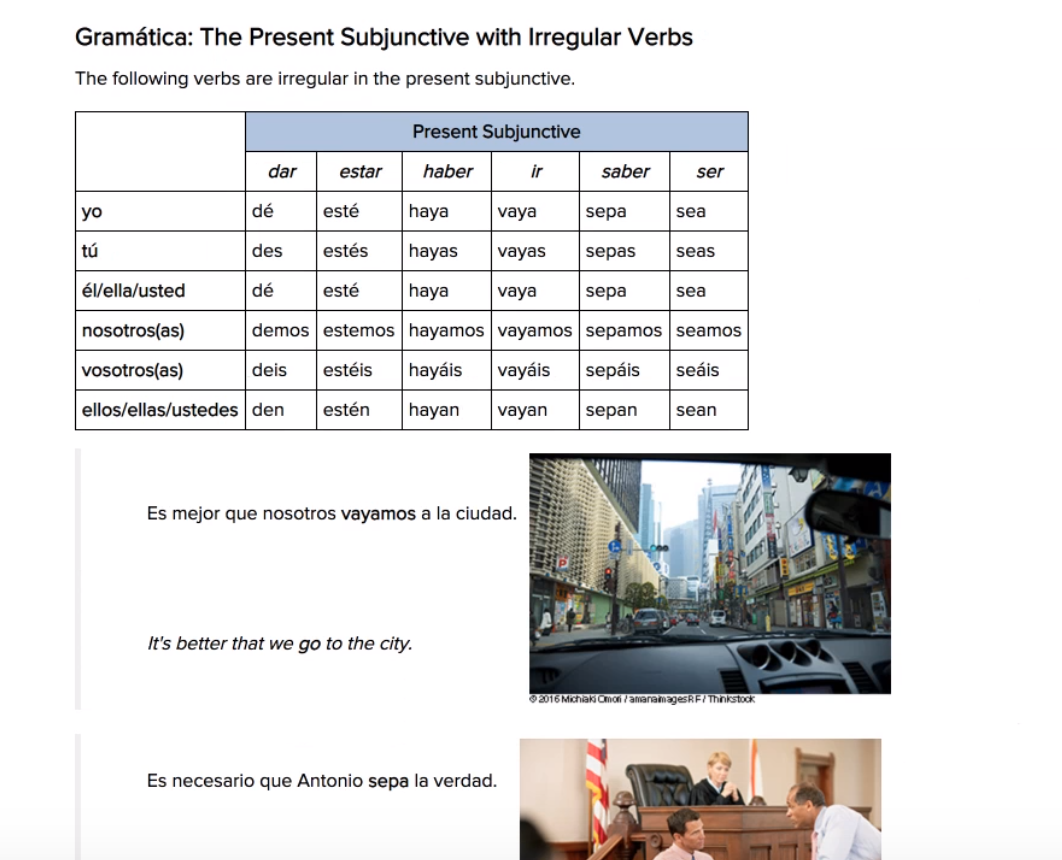 Gramática: The Present Subjunctive with Irregular Verbs
The following verbs are irregular in the present subjunctive.
Present Subjunctive
dar estar haber ir saber ser
yo dé esté haya vaya sepa sea
tú des estés hayas vayas sepas seas
él/ella/usted dé esté haya vaya sepa sea
nosotros(as) demos estemos hayamos vayamos sepamos seamos
vosotros(as) deis estéis hayáis vayáis sepáis seáis
ellos/ellas/ustedes den estén hayan vayan sepan sean
Es mejor que nosotros vayamos a la ciudad.
It's better that we go to the city.
P
© 2016 Michiaki Omori / amanaimagesRF / Thinkstock
Es necesario que Antonio sepa la verdad.